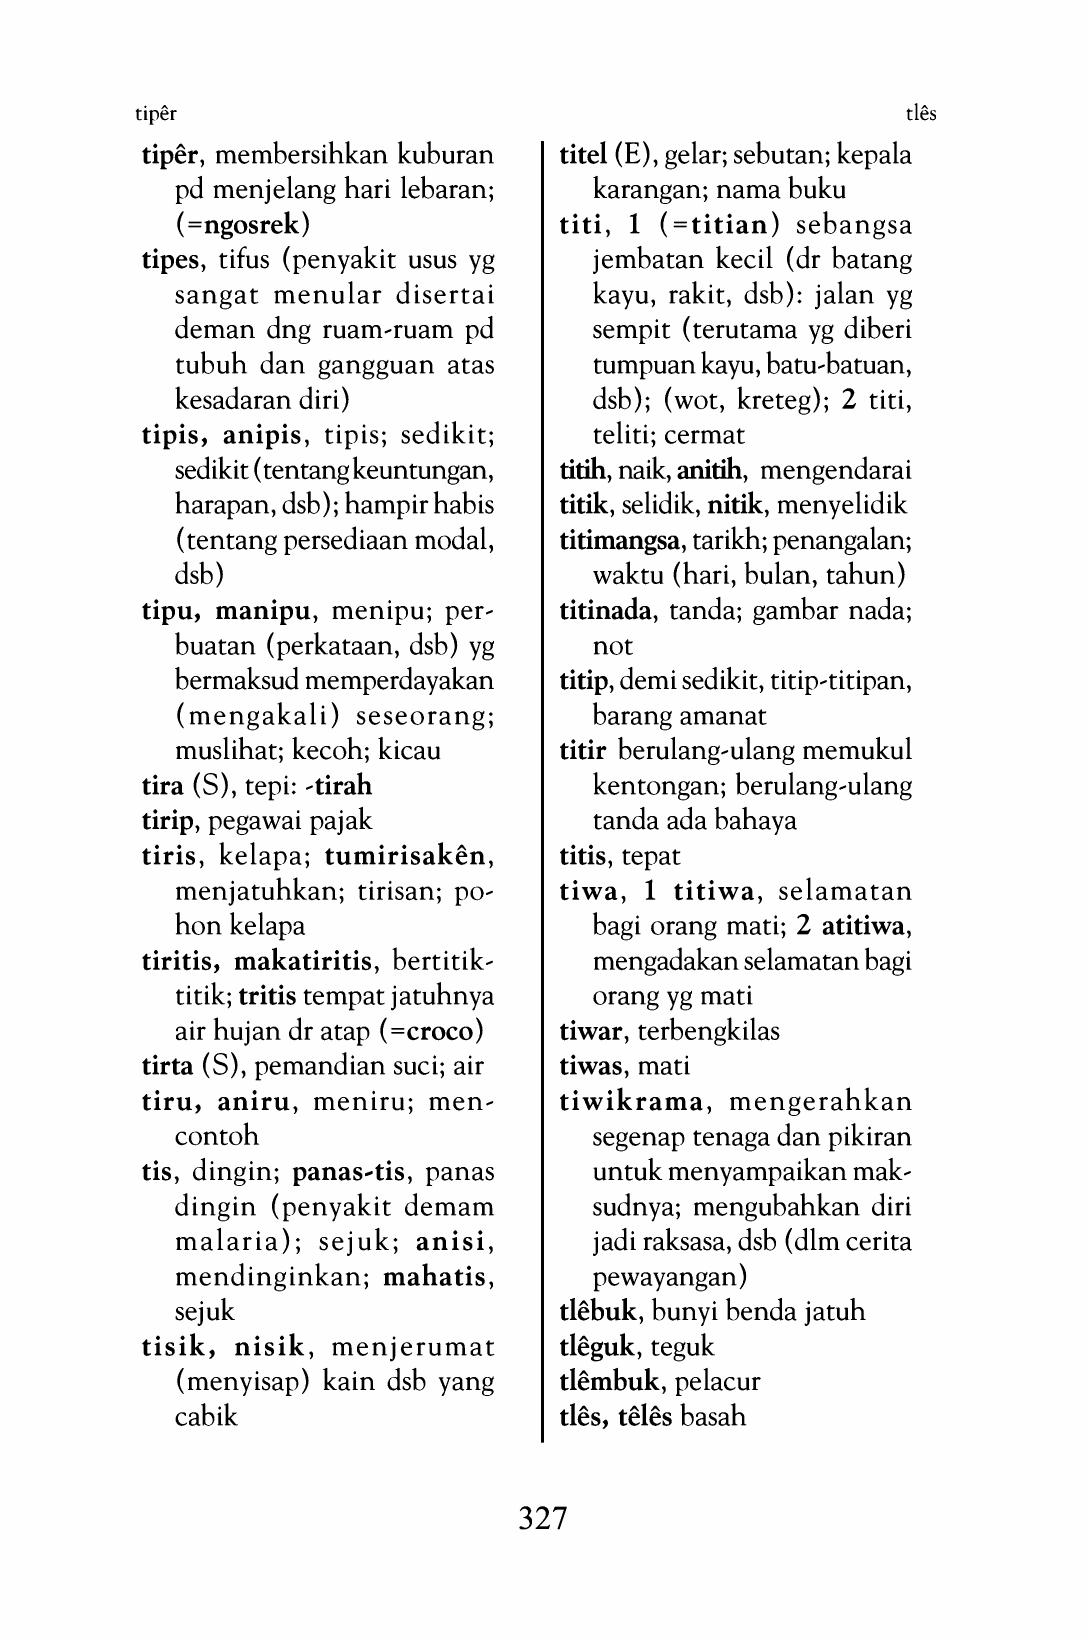 tipêr
tlês
tipêr, membersihkan kuburan
pd menjelang hari lebaran;
(=ngosrek)
tipes, tifus (penyakit usus yg
sangat menular disertai
deman dng ruam-ruam pd
tubuh dan gangguan atas
kesadaran diri)
tipis, anipis, tipis; sedikit;
sedikit (tentang keuntungan,
harapan, dsb); hampir habis
(tentang persediaan modal,
dsb)
tipu, manipu, menipu; per-
buatan (perkataan, dsb) yg
bermaksud memperdayakan
(mengakali) seseorang;
muslihat; kecoh; kicau
tira (S), tepi: -tirah
tirip, pegawai pajak
tiris, kelapa; tumirisakên,
menjatuhkan; tirisan; po-
hon kelapa
tiritis, makatiritis, bertitik-
titik; tritis tempat jatuhnya
air hujan dr atap (=croco)
tirta (S), pemandian suci; air
tiru, aniru, meniru; men-
contoh
tis, dingin; panas-tis, panas
dingin (penyakit demam
malaria); sejuk; anisi,
mendinginkan; mahatis,
sejuk
tisik, nisik, menjerumat
(menyisap) kain dsb yang
cabik
titel (E), gelar; sebutan; kepala
karangan; nama buku
titi, 1 (=titian) sebangsa
jembatan kecil (dr batang
kayu, rakit, dsb): jalan yg
sempit (terutama yg diberi
tumpuan kayu, batu-batuan,
dsb); (wot, kreteg); 2 titi,
teliti; cermat
titih, naik, anitih, mengendarai
titik, selidik, nitik, menyelidik
titimangsa, tarikh; penangalan;
waktu (hari, bulan, tahun)
titinada, tanda; gambar nada;
not
titip, demi sedikit, titip-titipan,
barang amanat
titir berulang-ulang memukul
kentongan; berulang-ulang
tanda ada bahaya
titis, tepat
tiwa, 1 titiwa, selamatan
bagi orang mati; 2 atitiwa,
mengadakan selamatan bagi
orang yg mati
tiwar, terbengkilas
tiwas, mati
tiwikrama, mengerahkan
segenap tenaga dan pikiran
untuk menyampaikan mak-
sudnya; mengubahkan diri
jadi raksasa, dsb (dlm cerita
pewayangan)
tlêbuk, bunyi benda jatuh
tlêguk, teguk
tlêmbuk, pelacur
tlês, têlês basah
327